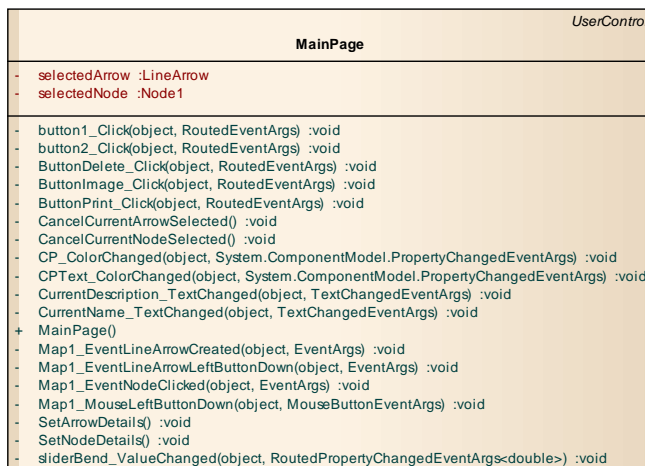 UserControl
MainPage
- selectedArrow :LineArrow
- selectedNode :Node1
- button1_Click(object, RoutedEventArgs) :void
- button2_Click(object, RoutedEventArgs) :void
- ButtonDelete_Click(object, RoutedEventArgs) :void
- ButtonImage_Click(object, RoutedEventArgs) :void
- ButtonPrint_Click(object, RoutedEventArgs) :void
- CancelCurrentArrowSelected() :void
- CancelCurrentNodeSelected() :void
- CP_ColorChanged(object, System.ComponentModel.PropertyChangedEventArgs) :void
- CPText_ColorChanged(object, System.ComponentModel.PropertyChangedEventArgs) :void
- CurrentDescription_TextChanged(object, TextChangedEventArgs) :void
- CurrentName_TextChanged(object, TextChangedEventArgs) :void
+ MainPage()
- Map1_EventLineArrowCreated(object, EventArgs) :void
- Map1_EventLineArrowLeftButtonDown(object, EventArgs) :void
- Map1_EventNodeClicked(object, EventArgs) :void
- Map1_MouseLeftButtonDown(object, MouseButtonEventArgs) :void
- SetArrowDetails() :void
- SetNodeDetails() :void
- sliderBend_ValueChanged(object, RoutedPropertyChangedEventArgs<double>) :void